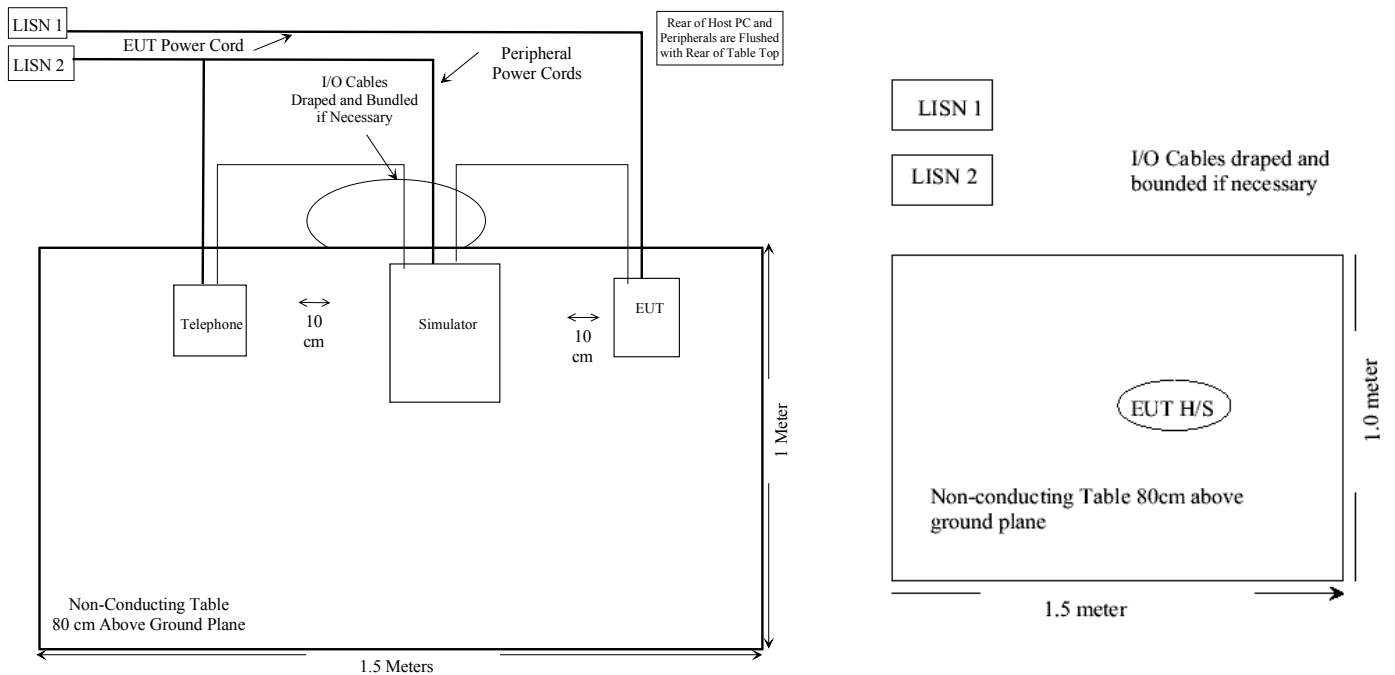 LISN 1
LISN 2
EUT Power Cord
Rear of Host PC and
Peripherals are Flushed
with Rear of Table Top
Peripheral
Power Cords
I/O Cables
Draped and Bundled
if Necessary
Telephone
10
cm
Simulator
10
cm
EUT
1 Meter
Non-Conducting Table
80 cm Above Ground Plane
1.5 Meters
LISN 1
LISN 2
I/O Cables draped and
bounded if necessary
EUT H/S
1.0 meter
Non-conducting Table 80cm above
ground plane
1.5 meter